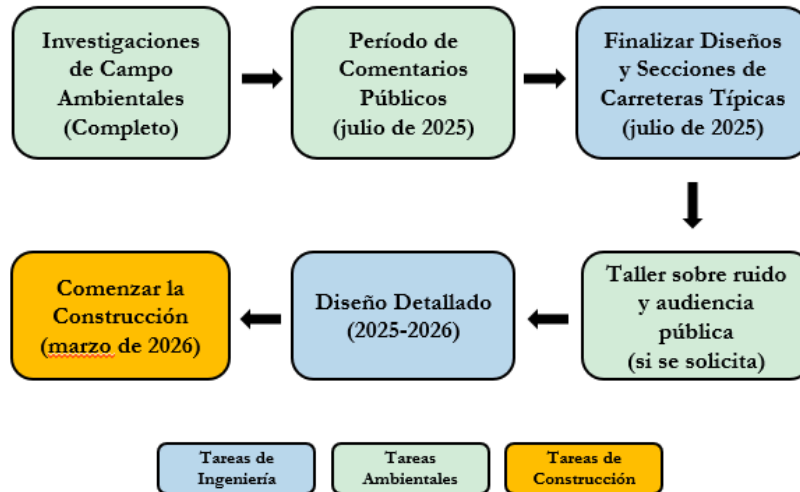 Investigaciones
de Campo
Ambientales
(Completo)
Período de
Comentarios
Públicos
(julio de 2025)
Finalizar Diseños
y Secciones de
Carreteras Típicas
(julio de 2025)
Taller sobre ruido
y audiencia
pública
(si se solicita)
Diseño Detallado
(2025-2026)
Comenzar la
Construcción
(marzo de 2026)
Tareas de
Ingeniería
Tareas
Ambientales
Tareas de
Construcción